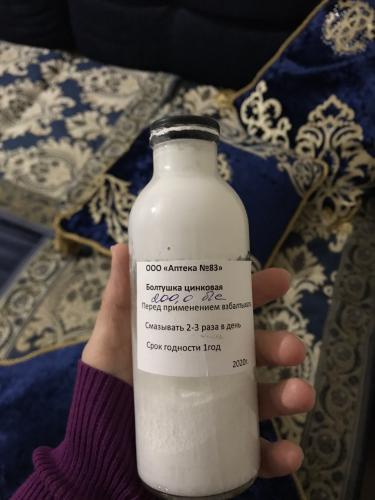 ООО «Аптека №83»
Болтушка цинковая
200,0
Перед применением взбалтывать
Смазывать 2-3 раза в день
Срок годности 1год
2020г.